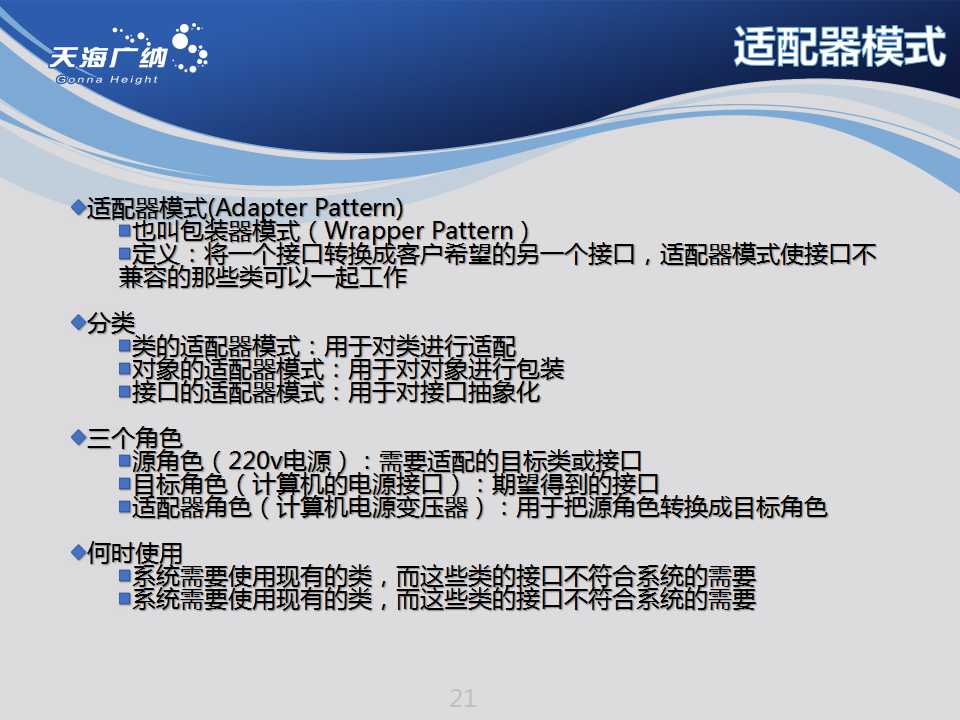 天海广纳
Gonna Height
适配器模式
适配器模式(Adapter Pattern)
也叫包装器模式（Wrapper Pattern）
定义：将一个接口转换成客户希望的另一个接口，适配器模式使接口不
兼容的那些类可以一起工作
分类
类的适配器模式：用于对类进行适配
对象的适配器模式：用于对对象进行包装
接口的适配器模式：用于对接口抽象化
三个角色
源角色（220v电源）：需要适配的目标类或接口
目标角色（计算机的电源接口）：期望得到的接口
适配器角色（计算机电源变压器）：用于把源角色转换成目标角色
何时使用
系统需要使用现有的类，而这些类的接口不符合系统的需要
系统需要使用现有的类，而这些类的接口不符合系统的需要
21